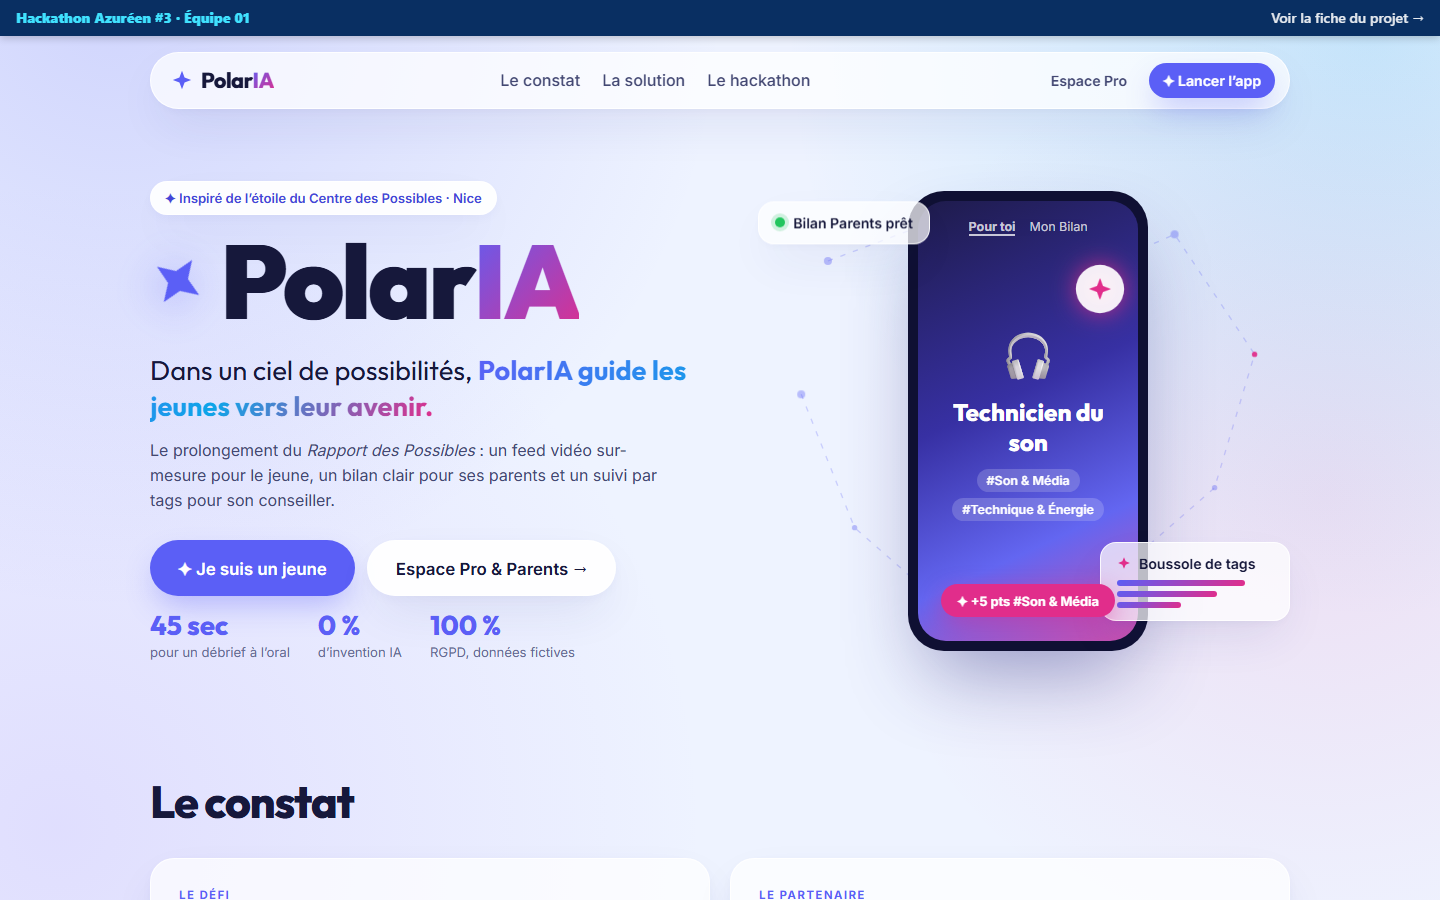 Hackathon Azuréen #3 · Équipe 01
Voir la fiche du projet →
PolarIA
Le constat
La solution
Le hackathon
Espace Pro
✦ Lancer l’app
✦ Inspiré de l’étoile du Centre des Possibles · Nice
PolarIA
Dans un ciel de possibilités, PolarIA guide les
jeunes vers leur avenir.
Le prolongement du Rapport des Possibles : un feed vidéo sur-
mesure pour le jeune, un bilan clair pour ses parents et un suivi par
tags pour son conseiller.
✦ Je suis un jeune
Espace Pro & Parents →
45 sec
pour un débrief à l’oral
0 %
d’invention IA
100 %
RGPD, données fictives
Bilan Parents prêt
Pour toi
Mon Bilan
Technicien du
son
#Son & Média
#Technique & Énergie
✦ +5 pts #Son & Média
Boussole de tags
Le constat
LE DÉFI
LE PARTENAIRE